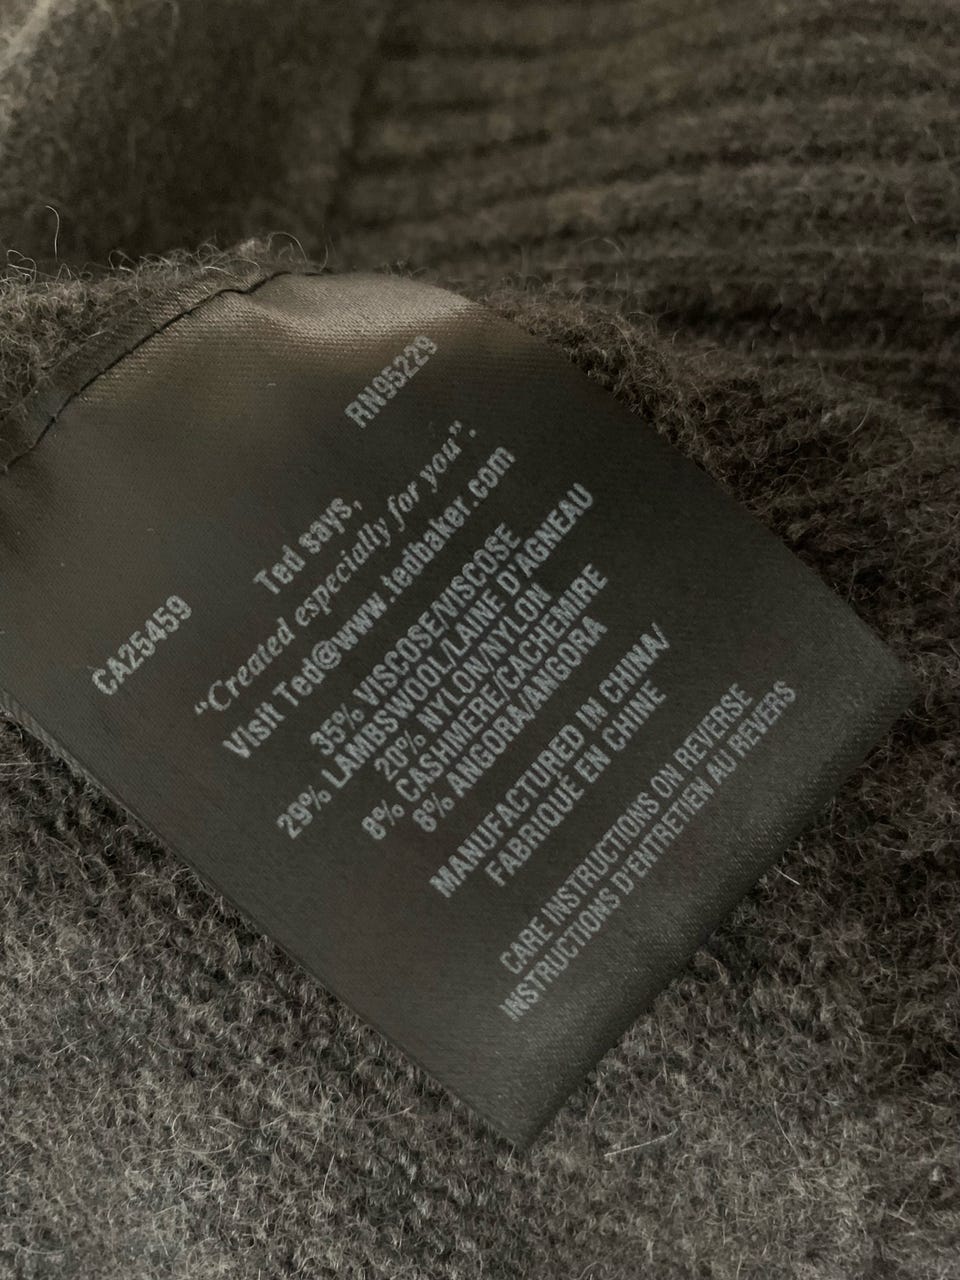 CA25459 RN95229
Ted says,
"Created especially for you".
Visit Ted@www.tedbaker.com
35% VISCOSE/VISCOSE
29% LAMBSWOOL/LAINE D'AGNEAU
20% NYLON/NYLON
8% CASHMERE/CACHEMIRE
8% ANGORA/ANGORA
MANUFACTURED IN CHINA/
FABRIQUE EN CHINE
CARE INSTRUCTIONS ON REVERSE
INSTRUCTIONS D'ENTRETIEN AU REVERS